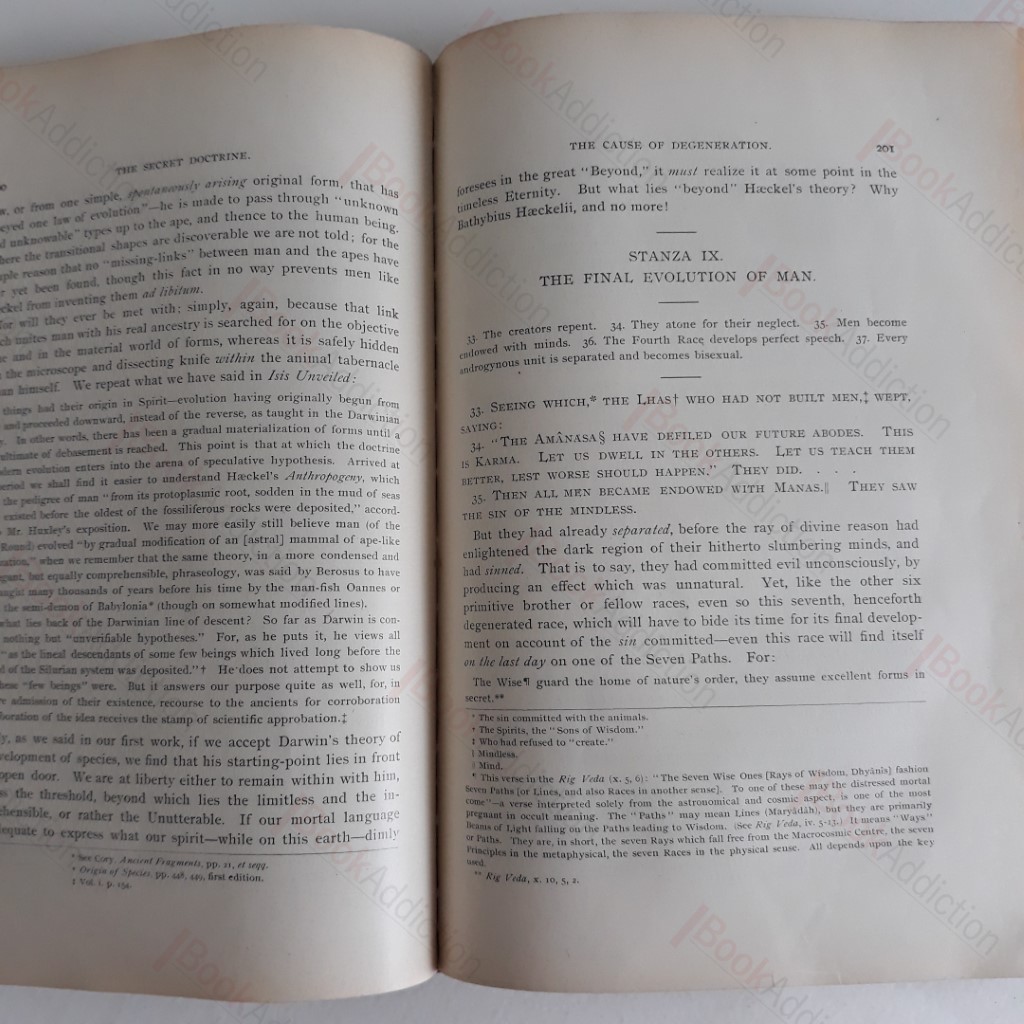 THE SECRET DOCTRINE.
or from one simple, spontaneously arising original form, that has
one law of evolution"—he is made to pass through "unknown
unknowable" types up to the ape, and thence to the human being.
where the transitional shapes are discoverable we are not told; for the
reason that no "missing-links" between man and the apes have
yet been found, though this fact in no way prevents men like
from inventing them ad libitum.
will they ever be met with; simply, again, because that link
unites man with his real ancestry is searched for on the objective
and in the material world of forms, whereas it is safely hidden
the microscope and dissecting knife within the animal tabernacle
himself. We repeat what we have said in Isis Unveiled:
things had their origin in Spirit—evolution having originally begun from
and proceeded downward, instead of the reverse, as taught in the Darwinian
In other words, there has been a gradual materialization of forms until a
ultimate of debasement is reached. This point is that at which the doctrine
evolution enters into the arena of speculative hypothesis. Arrived at
we shall find it easier to understand Hæckel's Anthropogeny, which
the pedigree of man "from its protoplasmic root, sodden in the mud of seas
existed before the oldest of the fossiliferous rocks were deposited," accord-
Mr. Huxley's exposition. We may more easily still believe man (of the
Round) evolved "by gradual modification of an [astral] mammal of ape-like
when we remember that the same theory, in a more condensed and
but equally comprehensible, phraseology, was said by Berosus to have
many thousands of years before his time by the man-fish Oannes or
the semi-demon of Babylonia* (though on somewhat modified lines).
what lies back of the Darwinian line of descent? So far as Darwin is con-
nothing but "unverifiable hypotheses." For, as he puts it, he views all
"as the lineal descendants of some few beings which lived long before the
of the Silurian system was deposited."† He does not attempt to show us
these "few beings" were. But it answers our purpose quite as well, for, in
admission of their existence, recourse to the ancients for corroboration
of the idea receives the stamp of scientific approbation.‡
as we said in our first work, if we accept Darwin's theory of
development of species, we find that his starting-point lies in front
open door. We are at liberty either to remain within with him,
the threshold, beyond which lies the limitless and the in-
or rather the Unutterable. If our mortal language
to express what our spirit—while on this earth—dimly
* See Cory, Ancient Fragments, pp. 21, et seqq.
* Origin of Species, pp. 448, 449, first edition.
‡ Vol. i. p. 154.
THE CAUSE OF DEGENERATION. 201
foresees in the great "Beyond," it must realize it at some point in the
timeless Eternity. But what lies "beyond" Hæckel's theory? Why
Bathybius Hæckelii, and no more!
STANZA IX.
THE FINAL EVOLUTION OF MAN.
33. The creators repent. 34. They atone for their neglect. 35. Men become
endowed with minds. 36. The Fourth Race develops perfect speech. 37. Every
androgynous unit is separated and becomes bisexual.
33. SEEING WHICH,* THE LHAS† WHO HAD NOT BUILT MEN,‡ WEPT,
SAYING:
34. "THE AMÂNASA§ HAVE DEFILED OUR FUTURE ABODES. THIS
IS KARMA. LET US DWELL IN THE OTHERS. LET US TEACH THEM
BETTER, LEST WORSE SHOULD HAPPEN." THEY DID. . . .
35. THEN ALL MEN BECAME ENDOWED WITH MANAS.‖ THEY SAW
THE SIN OF THE MINDLESS.
But they had already separated, before the ray of divine reason had
enlightened the dark region of their hitherto slumbering minds, and
had sinned. That is to say, they had committed evil unconsciously, by
producing an effect which was unnatural. Yet, like the other six
primitive brother or fellow races, even so this seventh, henceforth
degenerated race, which will have to bide its time for its final develop-
ment on account of the sin committed—even this race will find itself
on the last day on one of the Seven Paths. For:
The Wise¶ guard the home of nature's order, they assume excellent forms in
secret.**
* The sin committed with the animals.
† The Spirits, the "Sons of Wisdom."
‡ Who had refused to "create."
§ Mindless.
‖ Mind.
¶ This verse in the Rig Veda (x. 5, 6): "The Seven Wise Ones [Rays of Wisdom, Dhyânîs] fashion
Seven Paths [or Lines, and also Races in another sense]. To one of these may the distressed mortal
come"—a verse interpreted solely from the astronomical and cosmic aspect, is one of the most
pregnant in occult meaning. The "Paths" may mean Lines (Maryâdâh), but they are primarily
Beams of Light falling on the Paths leading to Wisdom. (See Rig Veda, iv. 5-13.) It means "Ways"
or Paths. They are, in short, the seven Rays which fall free from the Macrocosmic Centre, the seven
Principles in the metaphysical, the seven Races in the physical sense. All depends upon the key
used.
** Rig Veda, x. 10, 5, 2.
BookAddiction